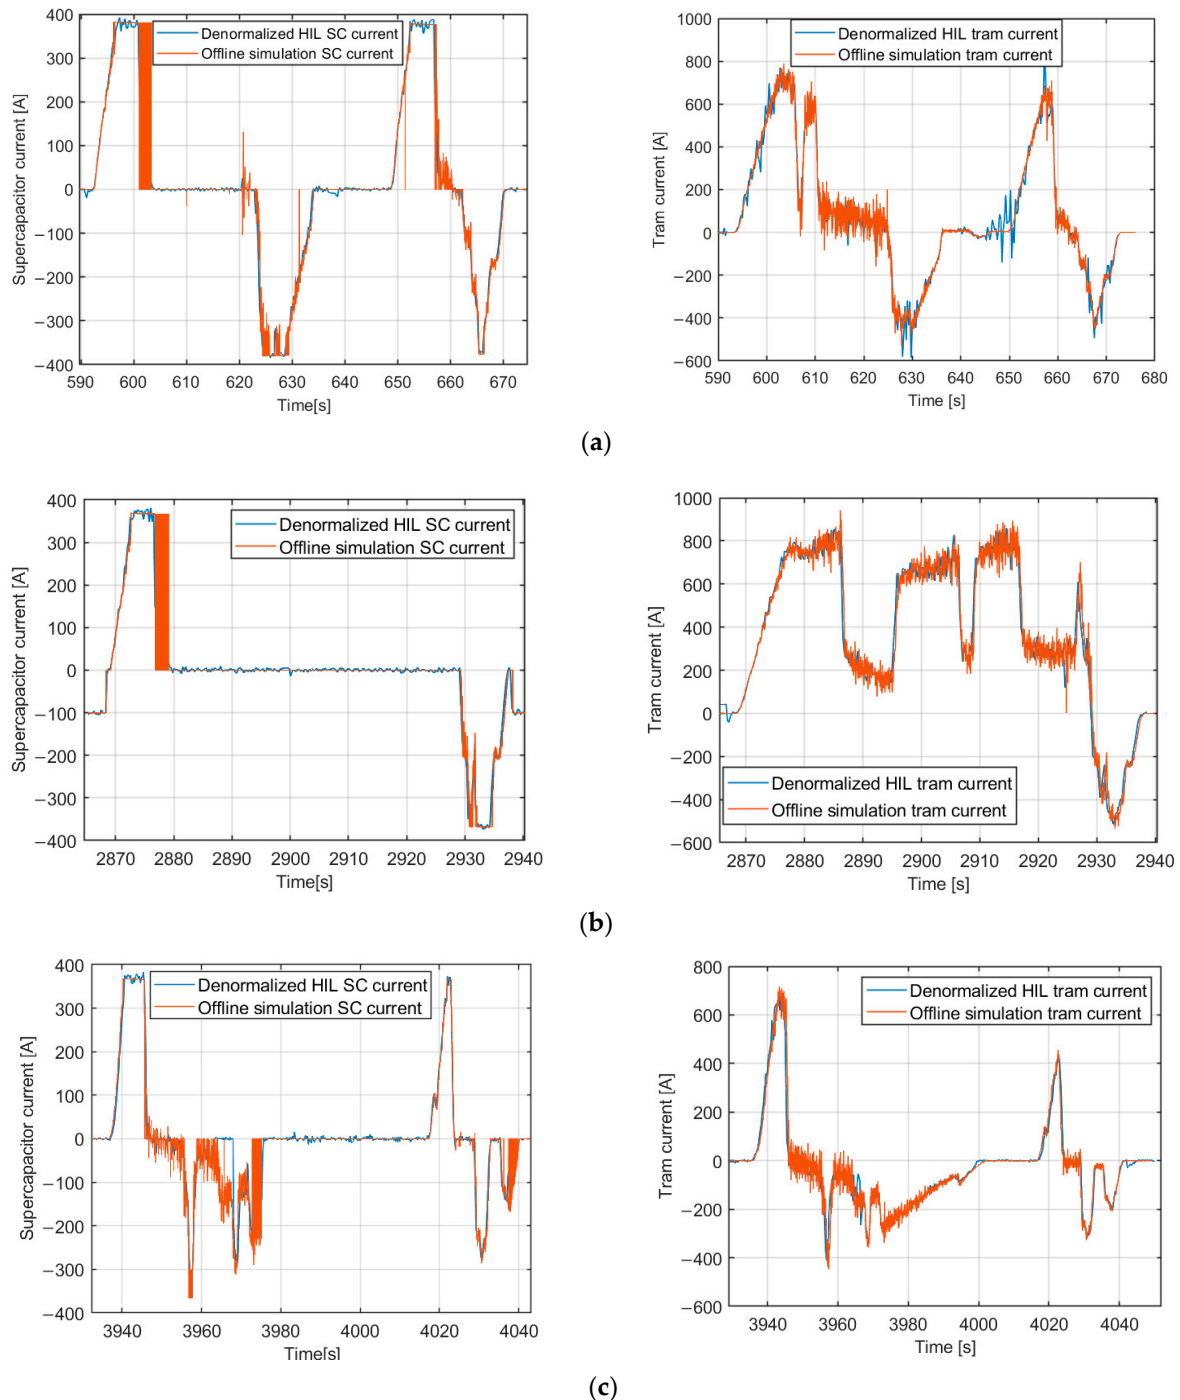 400
300
200
100
0
−100
−200
−300
−400
Supercapacitor current [A]
Denormalized HIL SC current
Offline simulation SC current
590 600 610 620 630 640 650 660 670
Time[s]
1000
800
600
400
200
0
−200
−400
−600
Tram current [A]
Denormalized HIL tram current
Offline simulation tram current
590 600 610 620 630 640 650 660 670 680
Time [s]
(a)
400
300
200
100
0
−100
−200
−300
−400
Supercapacitor current [A]
Denormalized HIL SC current
Offline simulation SC current
2870 2880 2890 2900 2910 2920 2930 2940
Time[s]
1000
800
600
400
200
0
−200
−400
−600
Tram current [A]
Denormalized HIL tram current
Offline simulation tram current
2870 2880 2890 2900 2910 2920 2930 2940
Time [s]
(b)
400
300
200
100
0
−100
−200
−300
−400
Supercapacitor current [A]
Denormalized HIL SC current
Offline simulation SC current
3940 3960 3980 4000 4020 4040
Time[s]
800
600
400
200
0
−200
−400
−600
Tram current [A]
Denormalized HIL tram current
Offline simulation tram current
3940 3960 3980 4000 4020 4040
Time [s]
(c)